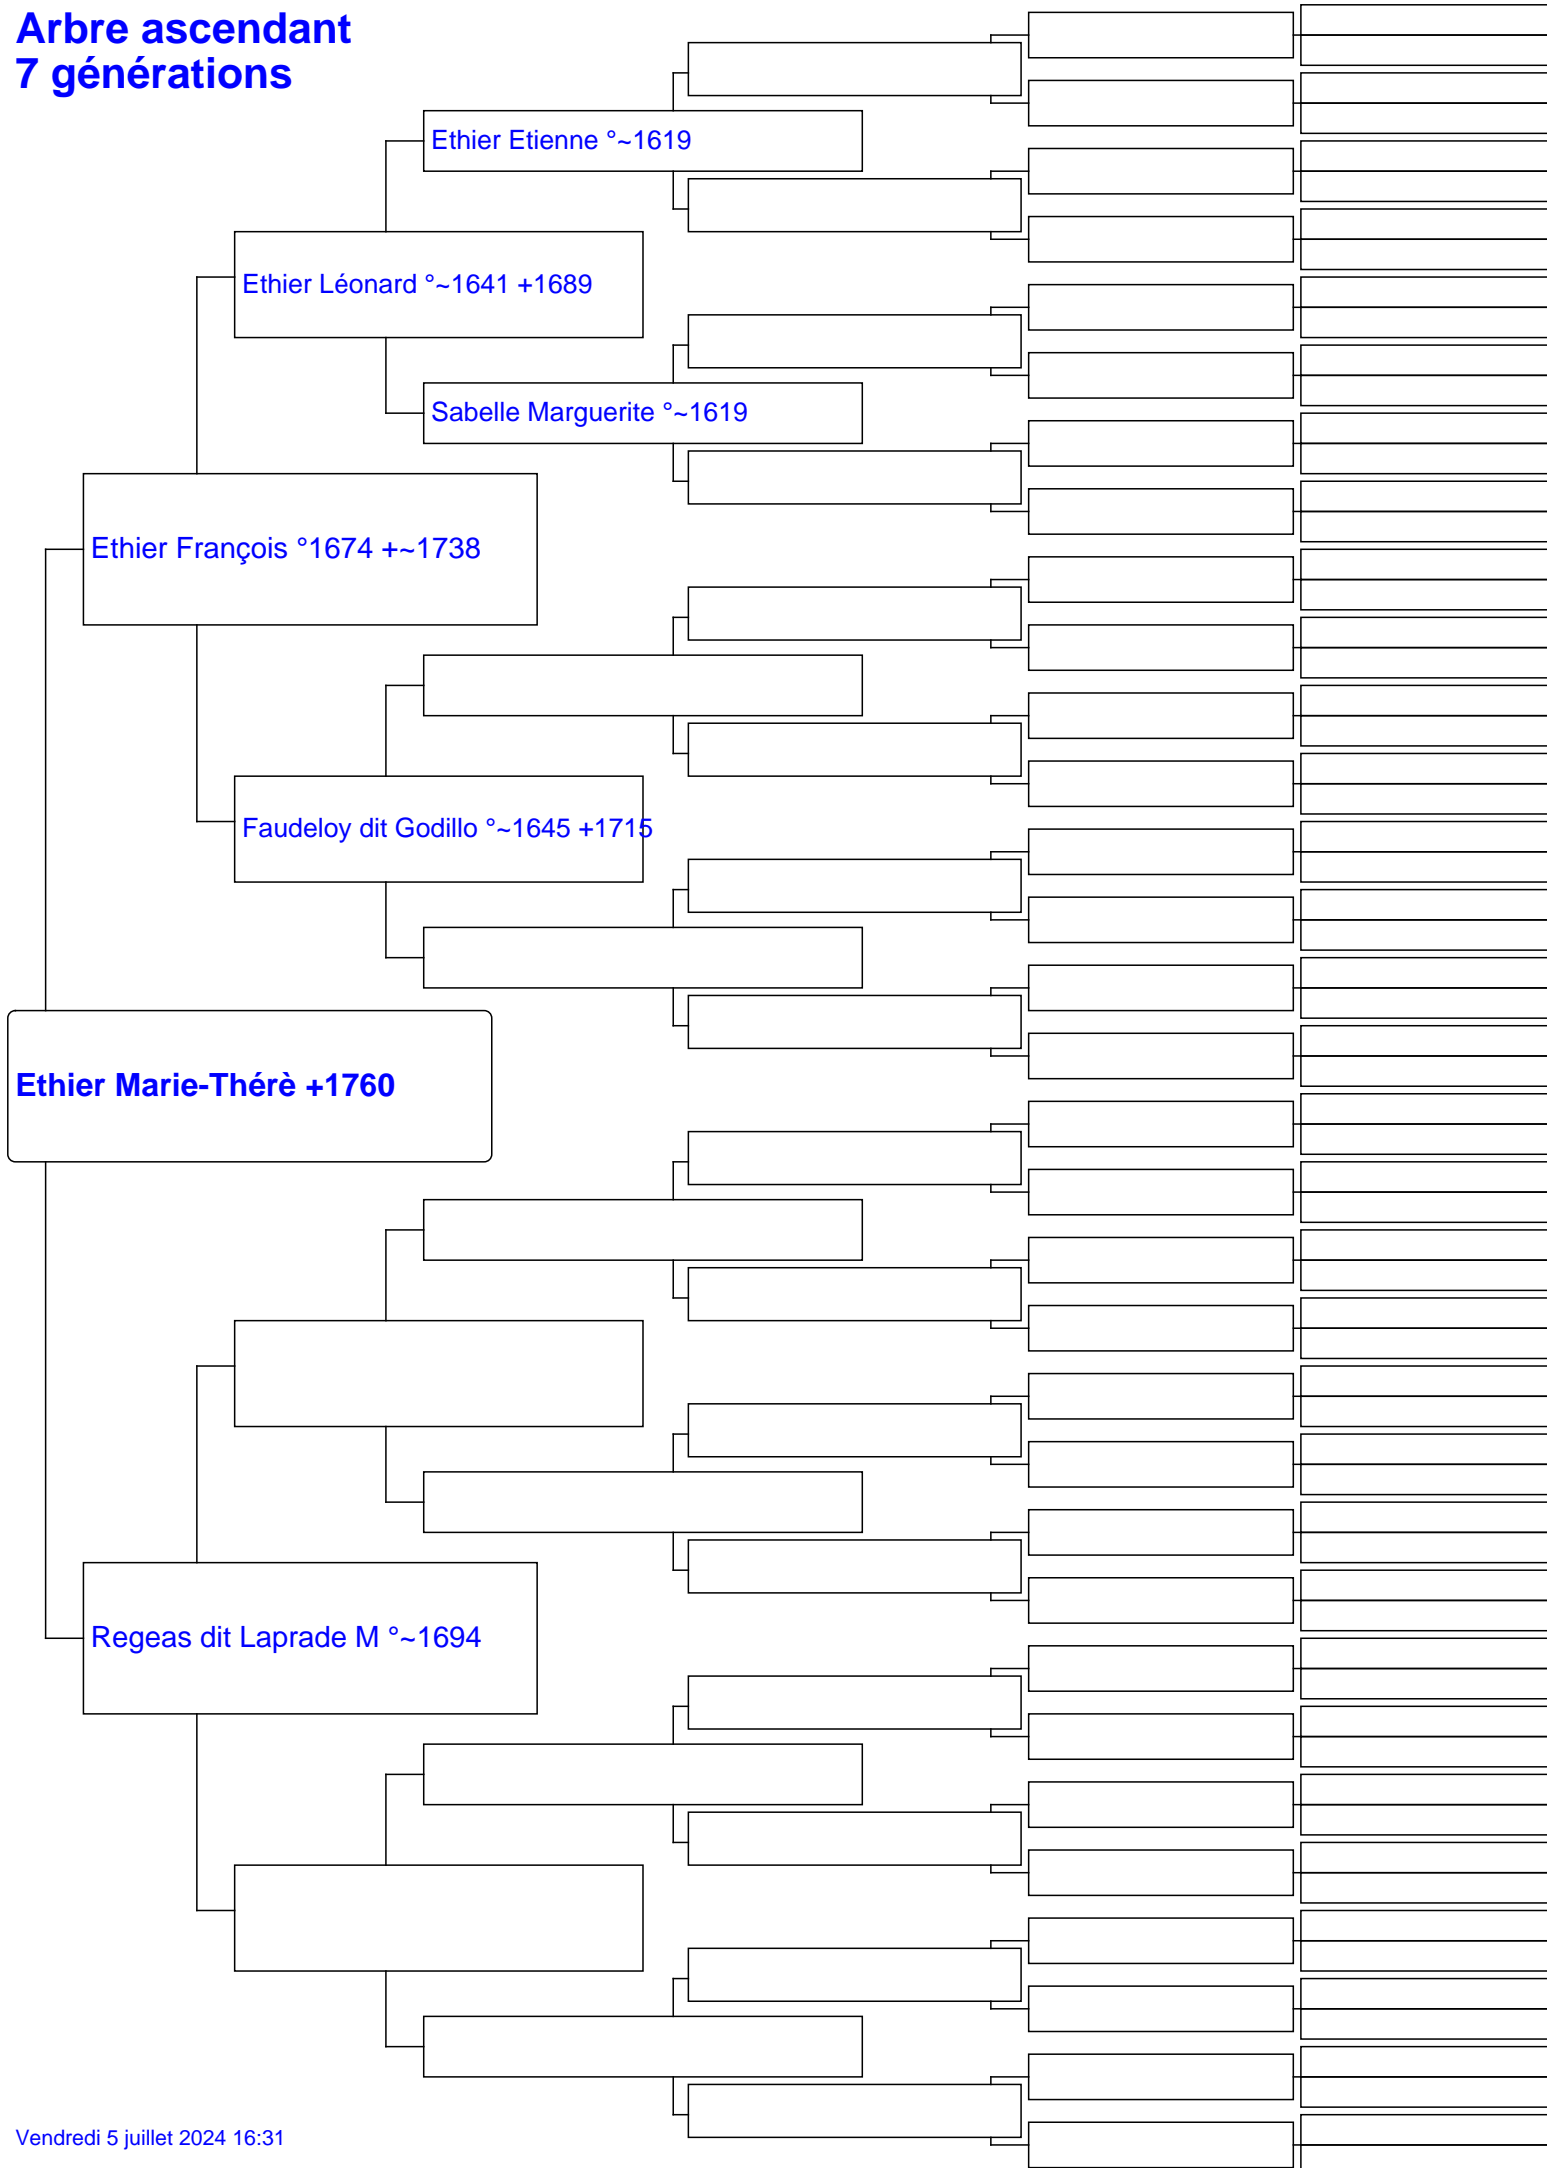 Arbre ascendant
7 générations
Ethier Etienne °~1619
Ethier Léonard °~1641 +1689
Sabelle Marguerite °~1619
Ethier François °1674 +~1738
Faudeloy dit Godillo °~1645 +1715
Ethier Marie-Thérè +1760
Regeas dit Laprade M °~1694
Vendredi 5 juillet 2024 16:31